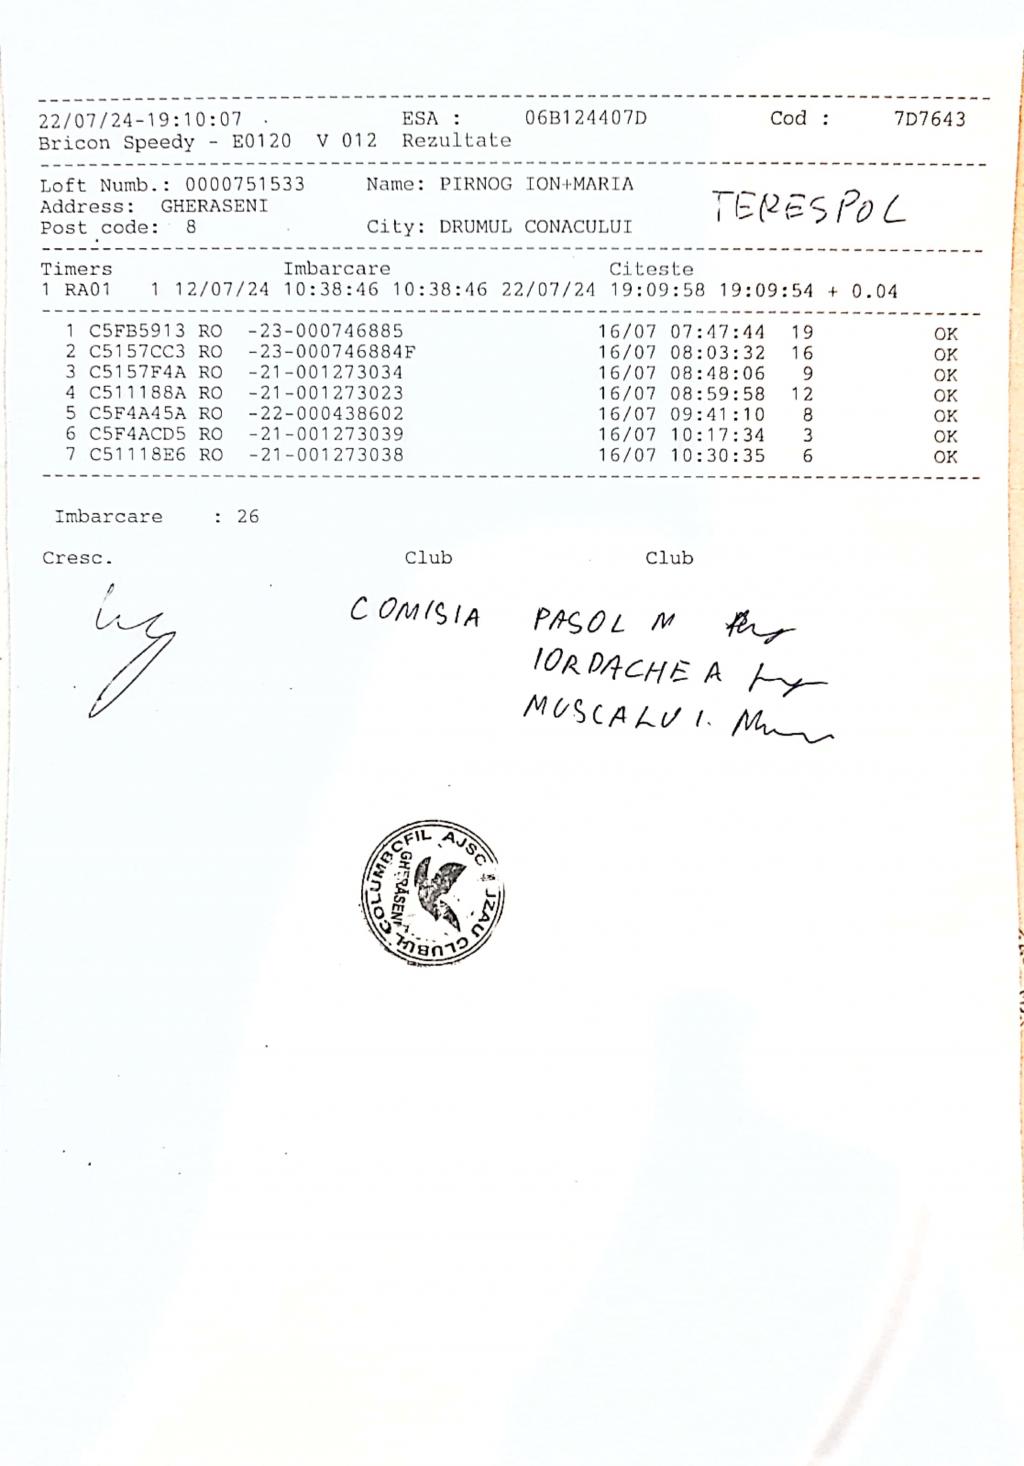 22/07/24-19:10:07 ESA : 06B124407D Cod : 7D7643
Bricon Speedy - E0120 V 012 Rezultate
Loft Numb.: 0000751533 Name: PIRNOG ION+MARIA
Address: GHERASENI
TERESPOL
Post code: 8 City: DRUMUL CONACULUI
Timers Imbarcare Citeste
1 RA01 1 12/07/24 10:38:46 10:38:46 22/07/24 19:09:58 19:09:54 + 0.04
1 C5FB5913 RO -23-000746885 16/07 07:47:44 19 OK
2 C5157CC3 RO -23-000746884F 16/07 08:03:32 16 OK
3 C5157F4A RO -21-001273034 16/07 08:48:06 9 OK
4 C511188A RO -21-001273023 16/07 08:59:58 12 OK
5 C5F4A45A RO -22-000438602 16/07 09:41:10 8 OK
6 C5F4ACD5 RO -21-001273039 16/07 10:17:34 3 OK
7 C51118E6 RO -21-001273038 16/07 10:30:35 6 OK
Imbarcare : 26
Cresc. Club Club
COMISIA PASOL M
IORDACHE A
MUSCALU I.
CLUBUL COLUMBOFIL AJSC
GHERASENI